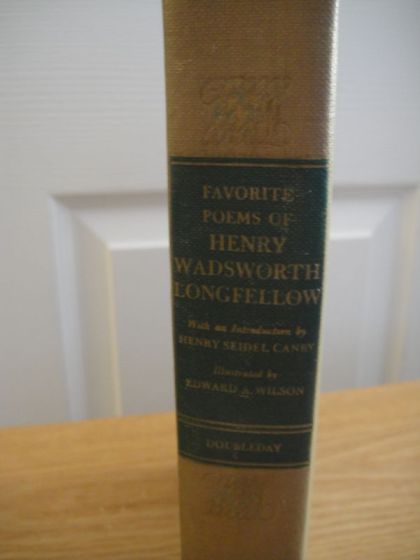 FAVORITE
POEMS OF
HENRY
WADSWORTH
LONGFELLOW
With an Introduction by
HENRY SEIDEL CANBY
Illustrated by
EDWARD A. WILSON
DOUBLEDAY